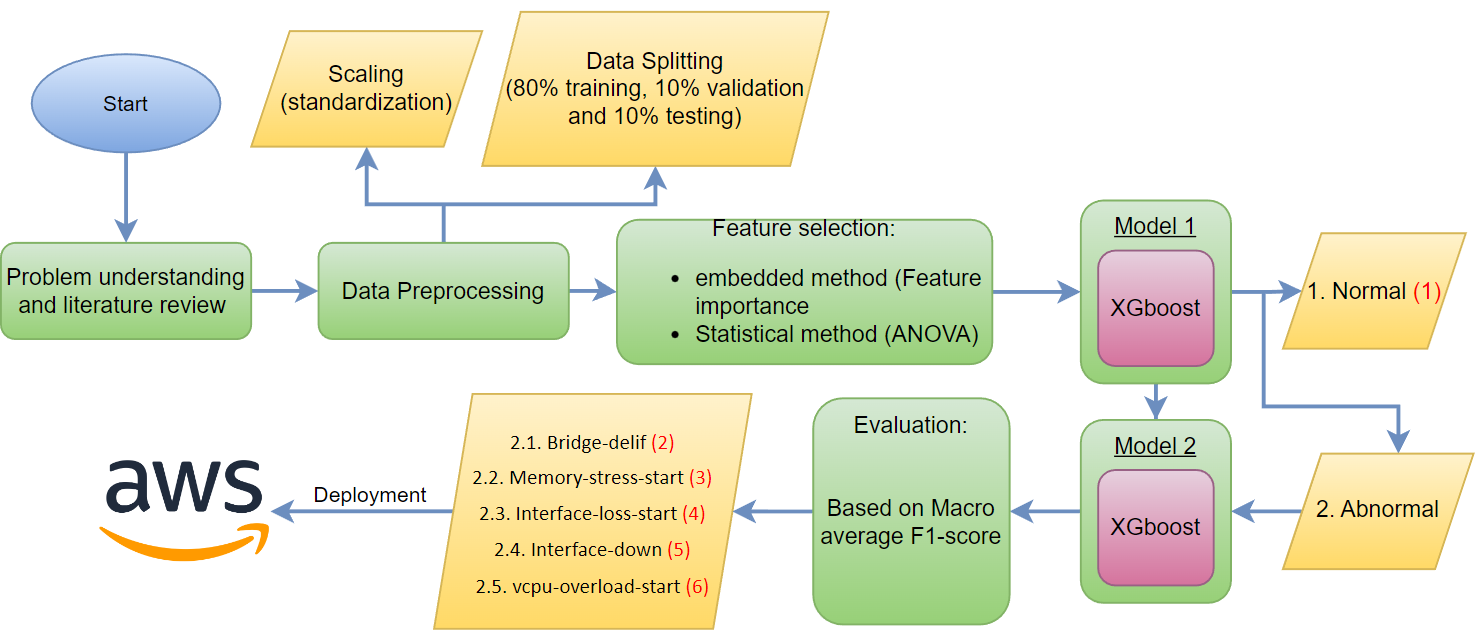 Start
Scaling
(standardization)
Data Splitting
(80% training, 10% validation
and 10% testing)
Problem understanding
and literature review
Data Preprocessing
Feature selection:
• embedded method (Feature
importance
• Statistical method (ANOVA)
Model 1
XGboost
1. Normal (1)
2. Abnormal
Model 2
XGboost
Evaluation:
Based on Macro
average F1-score
2.1. Bridge-delif (2)
2.2. Memory-stress-start (3)
2.3. Interface-loss-start (4)
2.4. Interface-down (5)
2.5. vcpu-overload-start (6)
Deployment
aws